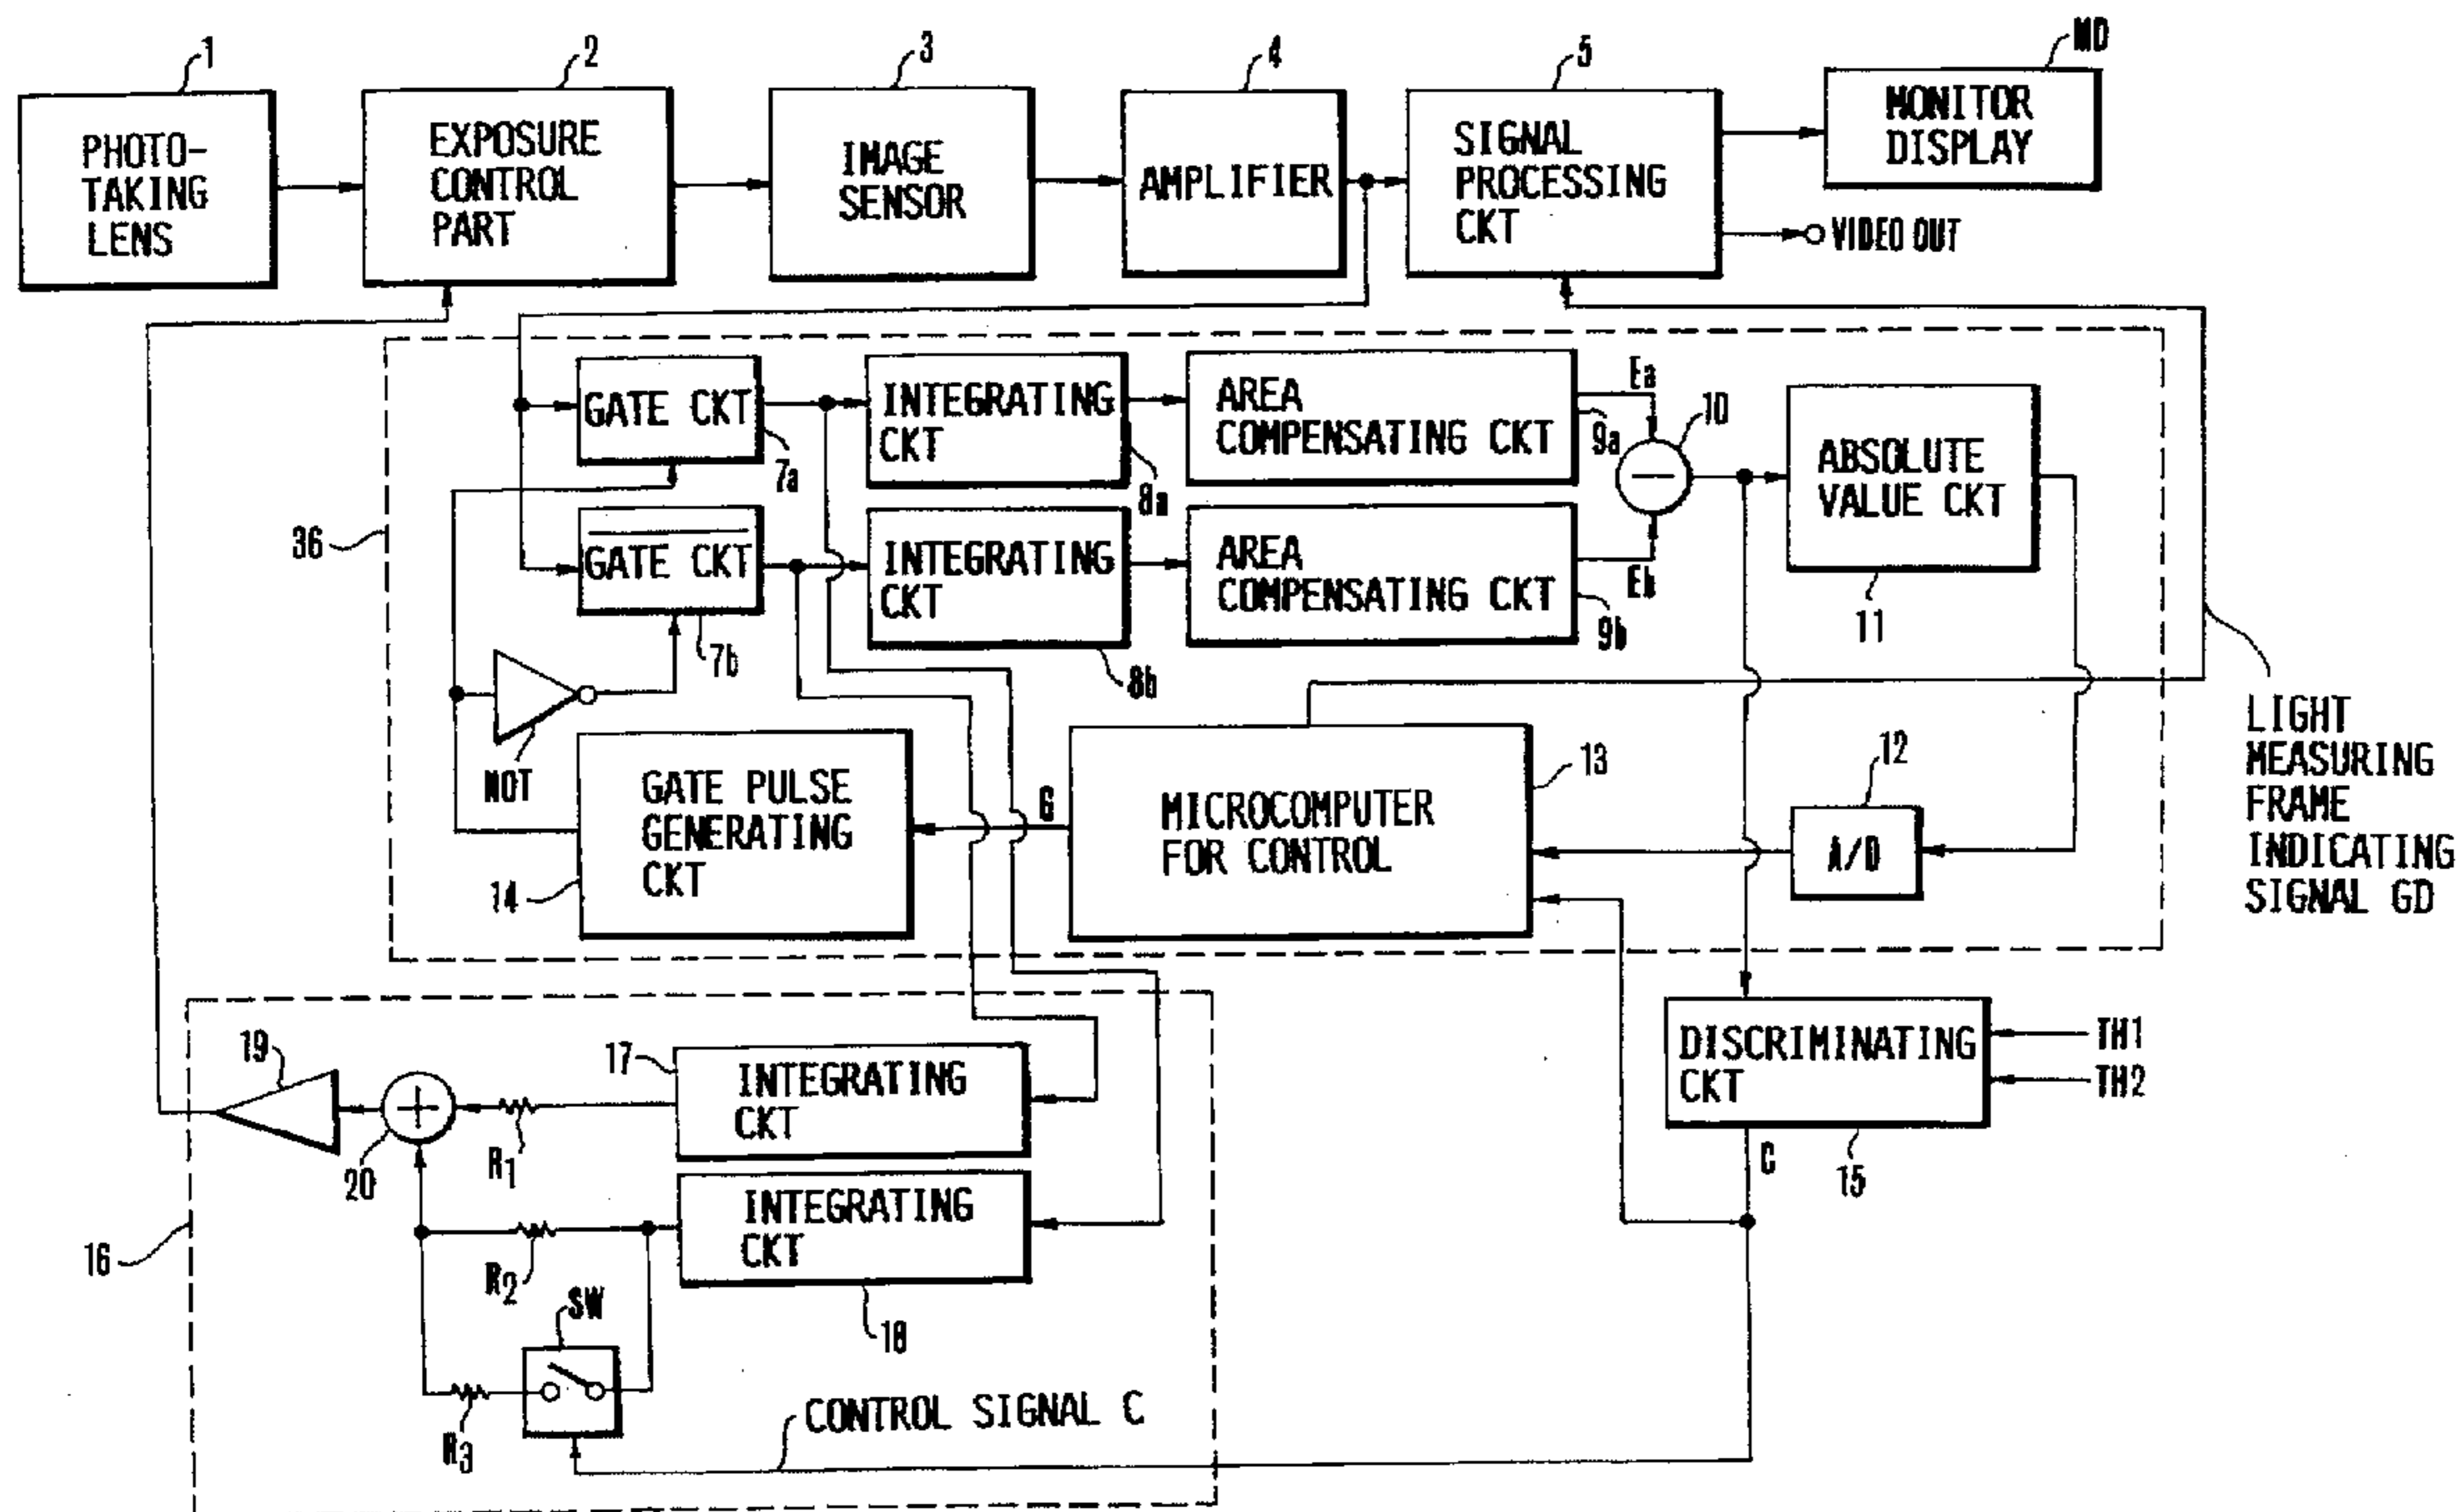 1
2
3
4
5
MD
PHOTO-
TAKING
LENS
EXPOSURE
CONTROL
PART
IMAGE
SENSOR
AMPLIFIER
SIGNAL
PROCESSING
CKT
MONITOR
DISPLAY
VIDEO OUT
36
GATE CKT
7a
INTEGRATING
CKT
8a
AREA
COMPENSATING CKT
Ea
9a
10
ABSOLUTE
VALUE CKT
11
GATE CKT
7b
INTEGRATING
CKT
8b
AREA
COMPENSATING CKT
Eb
9b
NOT
GATE PULSE
GENERATING
CKT
14
G
MICROCOMPUTER
FOR CONTROL
13
12
A/D
LIGHT
MEASURING
FRAME
INDICATING
SIGNAL GD
16
19
20
R1
17
INTEGRATING
CKT
DISCRIMINATING
CKT
TH1
TH2
C
15
R2
INTEGRATING
CKT
18
SW
R3
CONTROL SIGNAL C